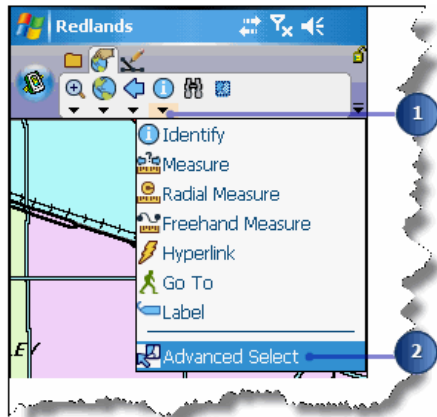 Redlands
1
Identify
Measure
Radial Measure
Freehand Measure
Hyperlink
Go To
Label
Advanced Select
2
E Y